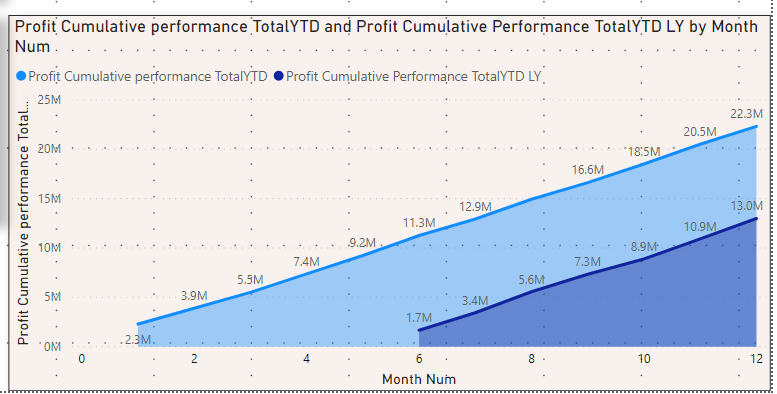 Profit Cumulative performance TotalYTD and Profit Cumulative Performance TotalYTD LY by Month
Num
Profit Cumulative performance TotalYTD Profit Cumulative Performance TotalYTD LY
Profit Cumulative performance Total...
25M
20M
15M
10M
5M
0M
2.3M
3.9M
5.5M
7.4M
9.2M
11.3M
12.9M
16.6M
18.5M
20.5M
22.3M
1.7M
3.4M
5.6M
7.3M
8.9M
10.9M
13.0M
0 2 4 6 8 10 12
Month Num